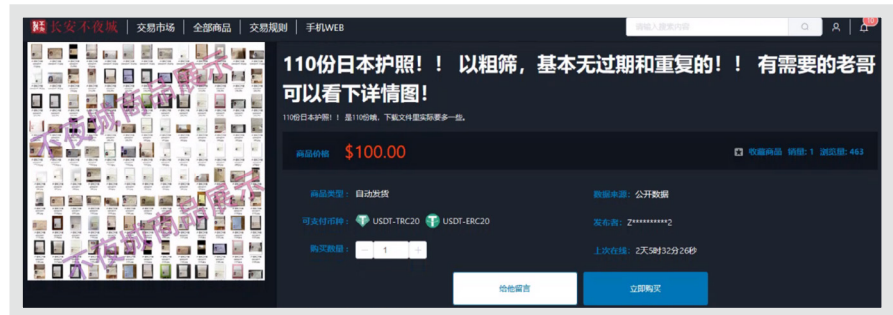 长安不夜城 交易市场 全部商品 交易规则 手机WEB 请输入搜索内容 10
不夜城商品展示
不夜城商品展示
110份日本护照！！ 以粗筛，基本无过期和重复的！！ 有需要的老哥
可以看下详情图！
110份日本护照！！是110份哦，下载文件里实际要多一些。
商品价格 $100.00 收藏商品 销量: 1 浏览量: 463
商品类型： 自动发货 数据来源： 公开数据
可支付币种： USDT-TRC20 USDT-ERC20 发布者： Z**********2
购买数量： − 1 + 上次在线： 2天5时32分26秒
给他留言 立即购买